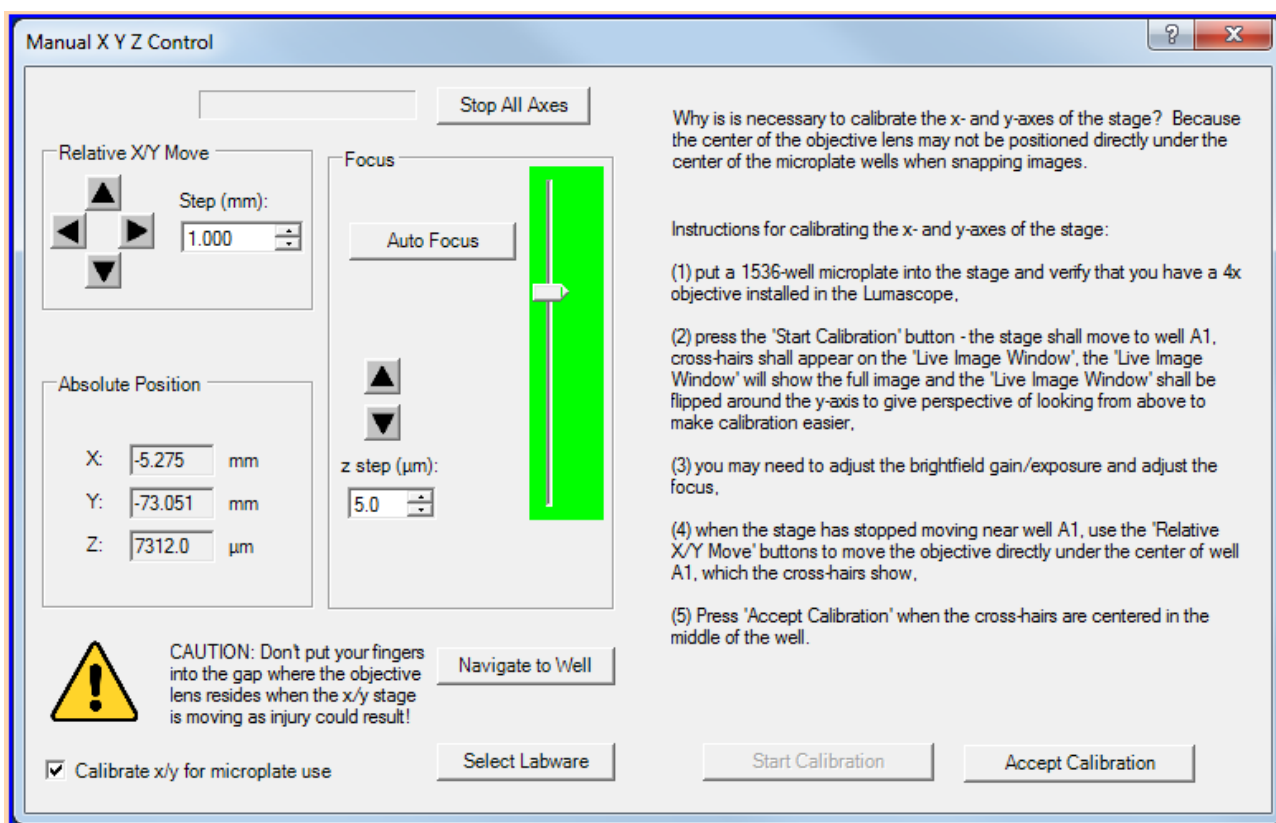 Manual X Y Z Control
?
X
Stop All Axes
Relative X/Y Move
Step (mm):
1.000
Focus
Auto Focus
z step (µm):
5.0
Absolute Position
X: -5.275 mm
Y: -73.051 mm
Z: 7312.0 µm
CAUTION: Don't put your fingers
into the gap where the objective
lens resides when the x/y stage
is moving as injury could result!
Navigate to Well
Calibrate x/y for microplate use
Select Labware
Why is is necessary to calibrate the x- and y-axes of the stage? Because
the center of the objective lens may not be positioned directly under the
center of the microplate wells when snapping images.
Instructions for calibrating the x- and y-axes of the stage:
(1) put a 1536-well microplate into the stage and verify that you have a 4x
objective installed in the Lumascope,
(2) press the 'Start Calibration' button - the stage shall move to well A1,
cross-hairs shall appear on the 'Live Image Window', the 'Live Image
Window' will show the full image and the 'Live Image Window' shall be
flipped around the y-axis to give perspective of looking from above to
make calibration easier,
(3) you may need to adjust the brightfield gain/exposure and adjust the
focus,
(4) when the stage has stopped moving near well A1, use the 'Relative
X/Y Move' buttons to move the objective directly under the center of well
A1, which the cross-hairs show,
(5) Press 'Accept Calibration' when the cross-hairs are centered in the
middle of the well.
Start Calibration
Accept Calibration